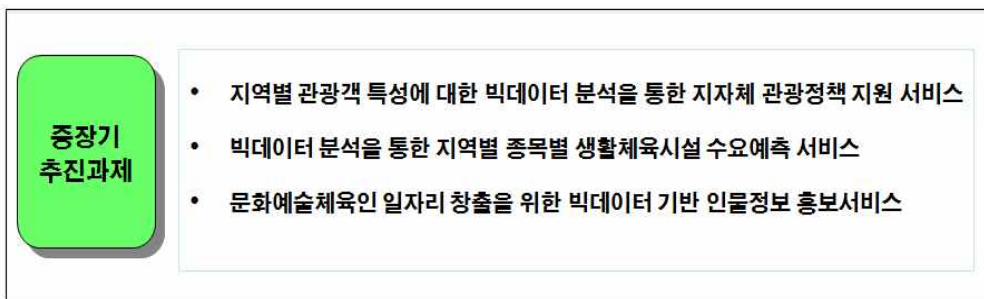 중장기
추진과제
• 지역별 관광객 특성에 대한 빅데이터 분석을 통한 지자체 관광정책 지원 서비스
• 빅데이터 분석을 통한 지역별 종목별 생활체육시설 수요예측 서비스
• 문화예술체육인 일자리 창출을 위한 빅데이터 기반 인물정보 홍보서비스